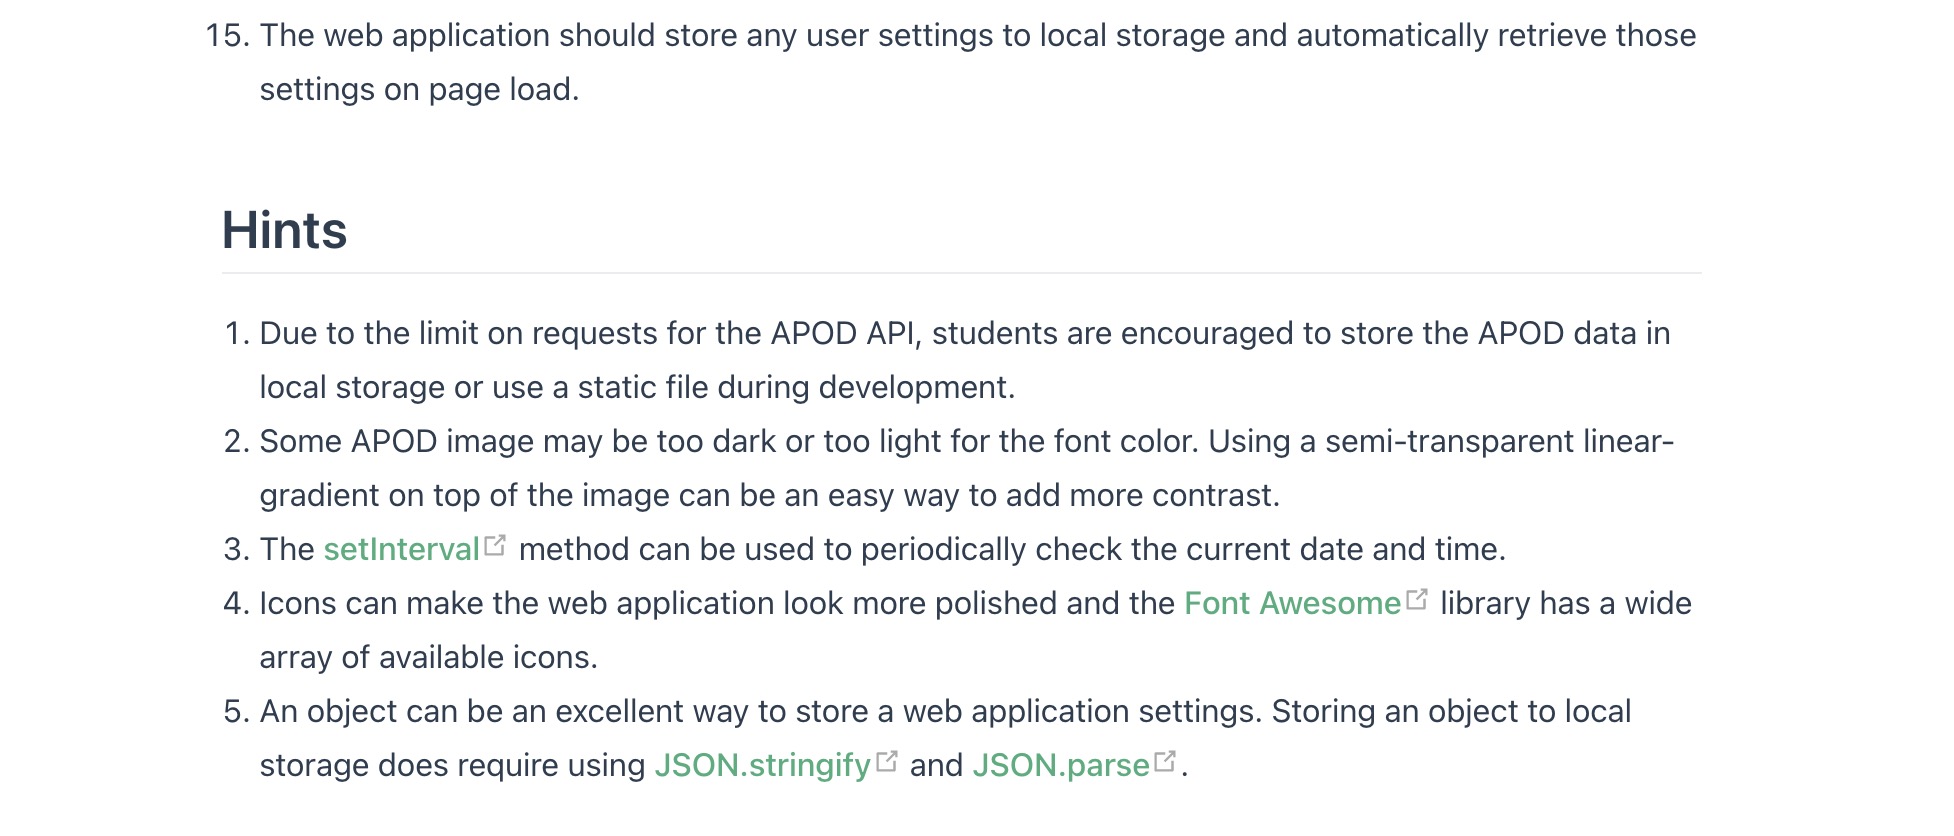 15. The web application should store any user settings to local storage and automatically retrieve those
settings on page load.
Hints
1. Due to the limit on requests for the APOD API, students are encouraged to store the APOD data in
local storage or use a static file during development.
2. Some APOD image may be too dark or too light for the font color. Using a semi-transparent linear-
gradient on top of the image can be an easy way to add more contrast.
3. The setInterval method can be used to periodically check the current date and time.
4. Icons can make the web application look more polished and the Font Awesome library has a wide
array of available icons.
5. An object can be an excellent way to store a web application settings. Storing an object to local
storage does require using JSON.stringify and JSON.parse.